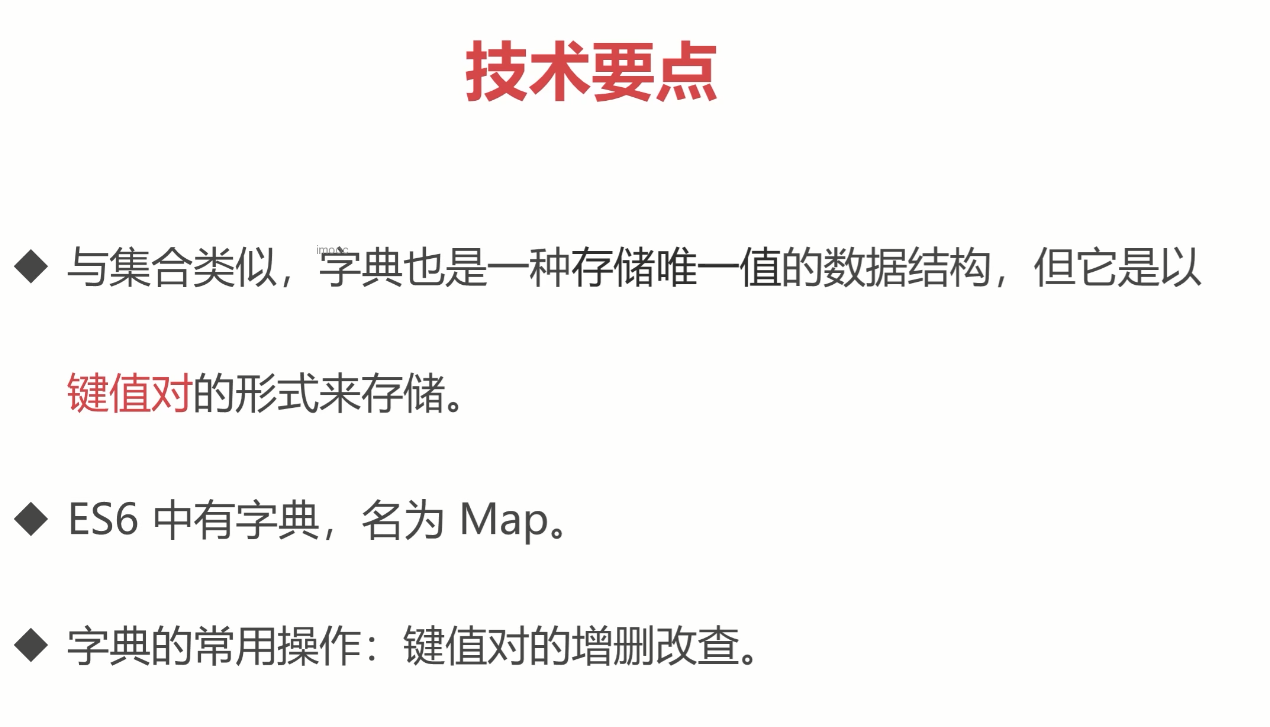 技术要点
◆ 与集合类似，字典也是一种存储唯一值的数据结构，但它是以
键值对的形式来存储。
◆ ES6 中有字典，名为 Map。
◆ 字典的常用操作：键值对的增删改查。